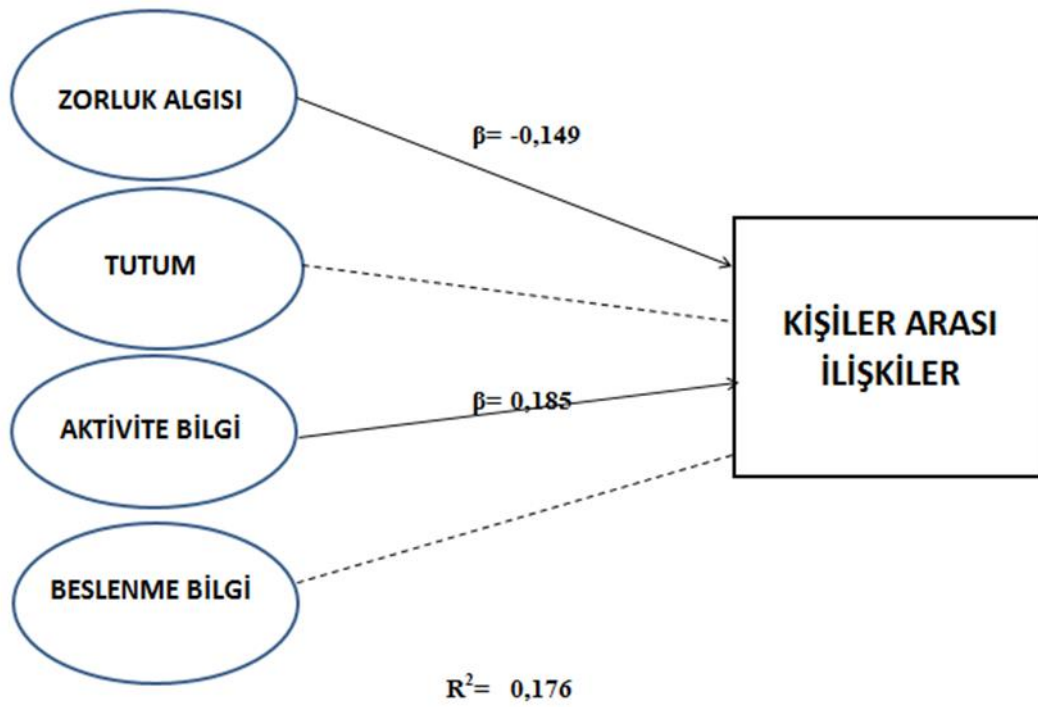 ZORLUK ALGISI
β= -0,149
TUTUM
KİŞİLER ARASI
İLİŞKİLER
β= 0,185
AKTİVİTE BİLGİ
BESLENME BİLGİ
R²= 0,176